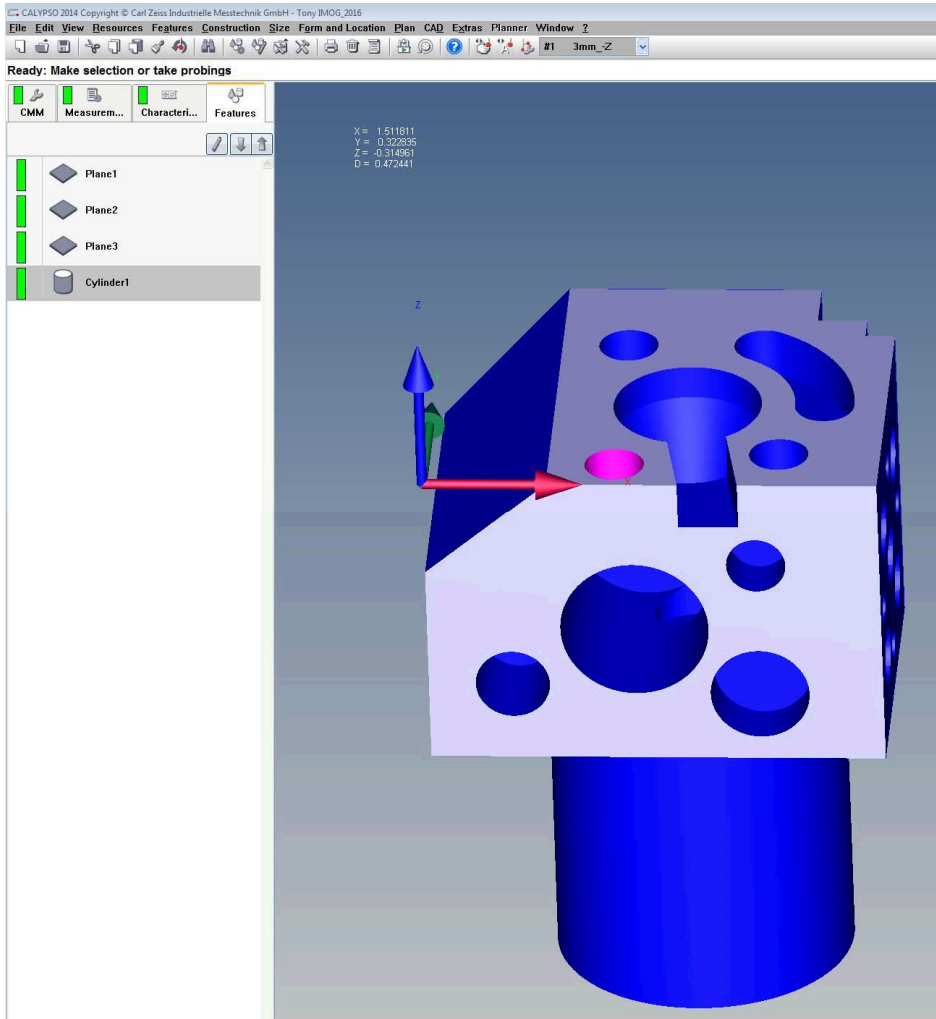 CALYPSO 2014 Copyright © Carl Zeiss Industrielle Messtechnik GmbH - Tony IMOG_2016
File Edit View Resources Features Construction Size Form and Location Plan CAD Extras Planner Window ?
#1 3mm_-Z
Ready: Make selection or take probings
CMM Measurem... Characteri... Features
X = 1.511811
Y = 0.322835
Z = -0.314961
D = 0.472441
Plane1
Plane2
Plane3
Cylinder1
Z
Y
X